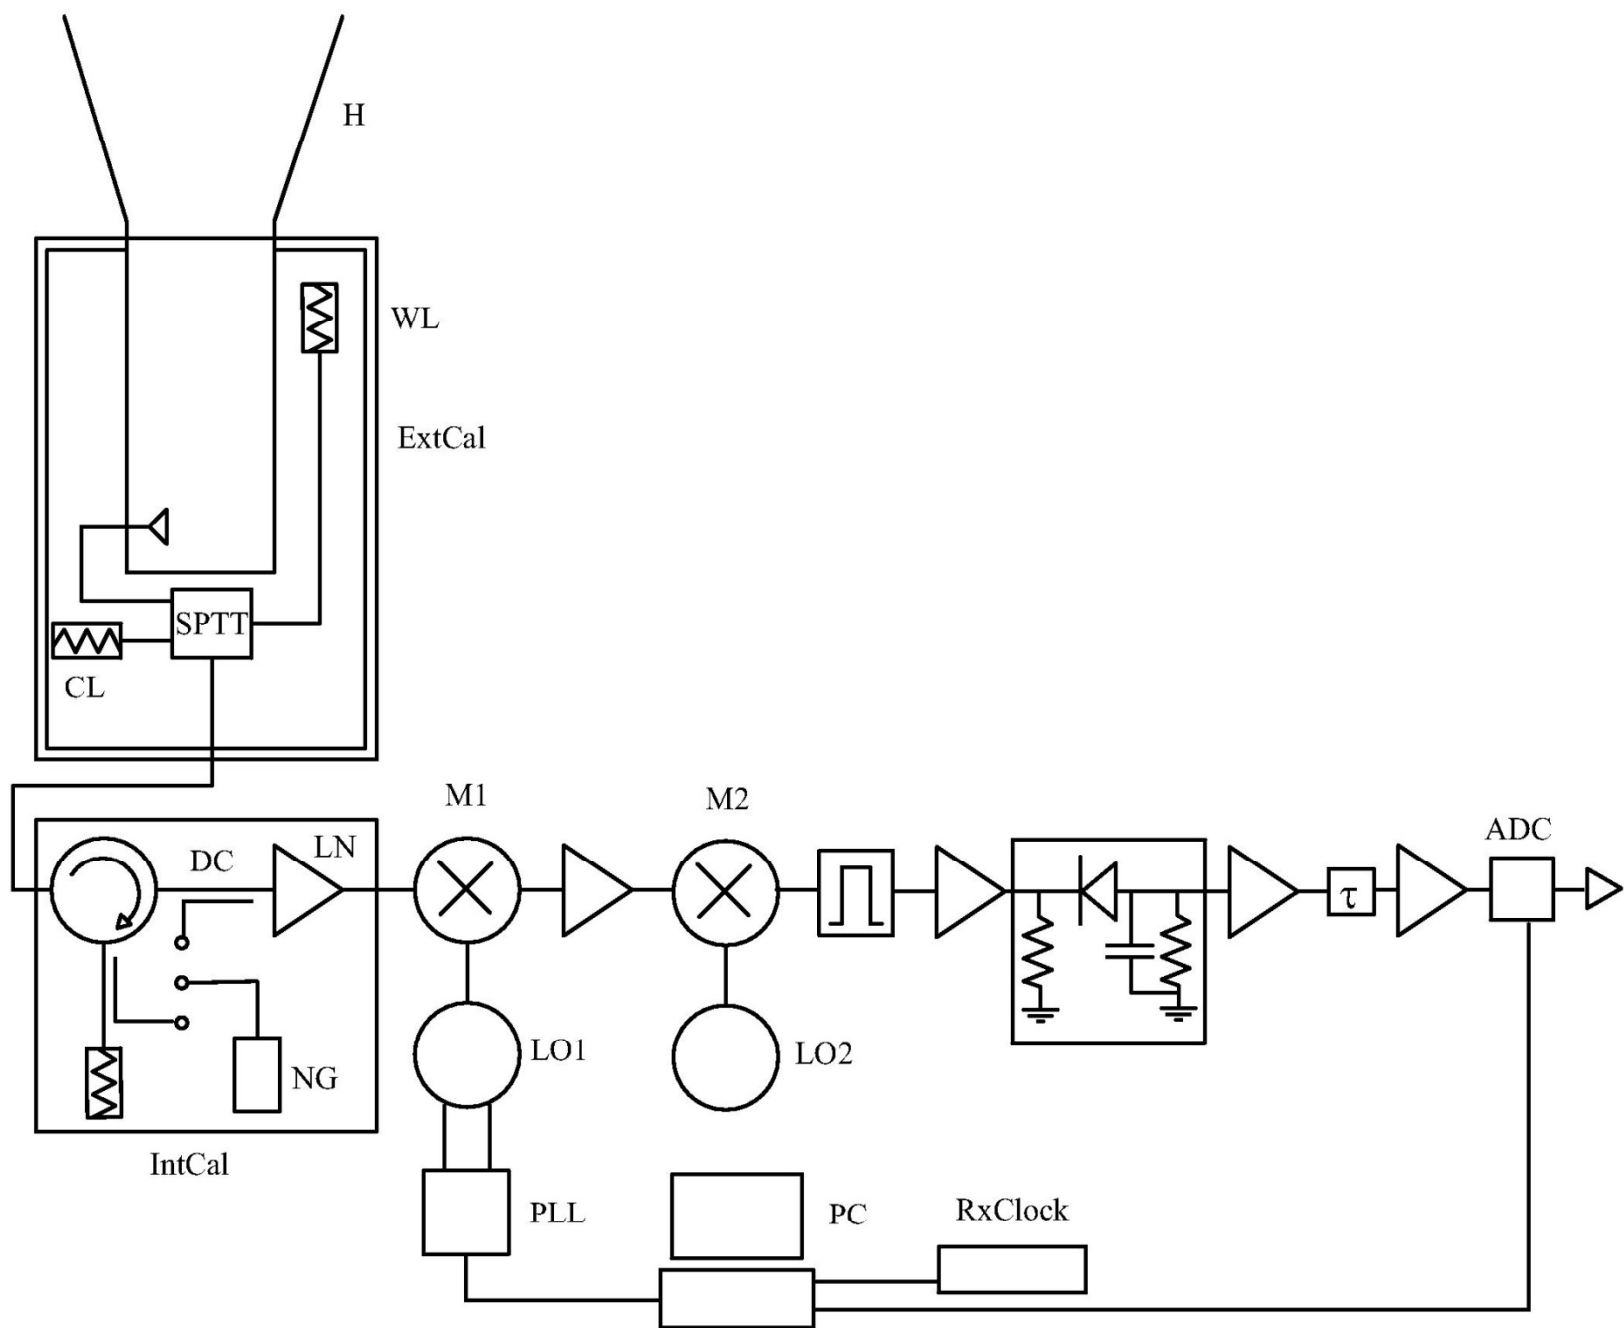 H
WL
ExtCal
SPTT
CL
M1
M2
ADC
DC
LN
τ
LO1
LO2
NG
IntCal
PLL
PC
RxClock